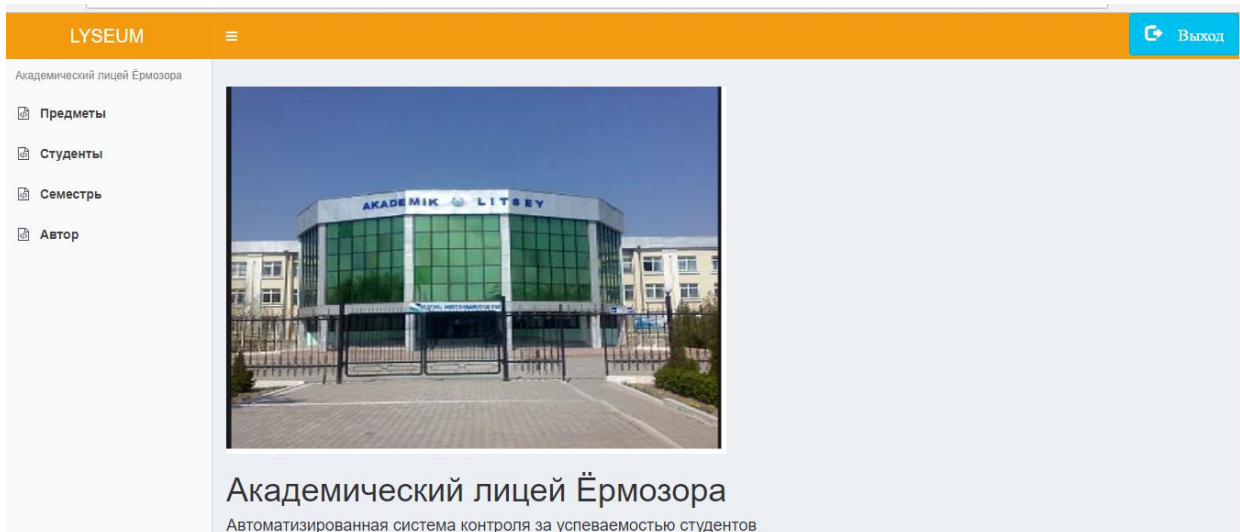 LYSEUM
Выход
Академический лицей Ёрмозора
Предметы
Студенты
Семестрь
Автор
AKADEMIK LITSEY
Академический лицей Ёрмозора
Автоматизированная система контроля за успеваемостью студентов